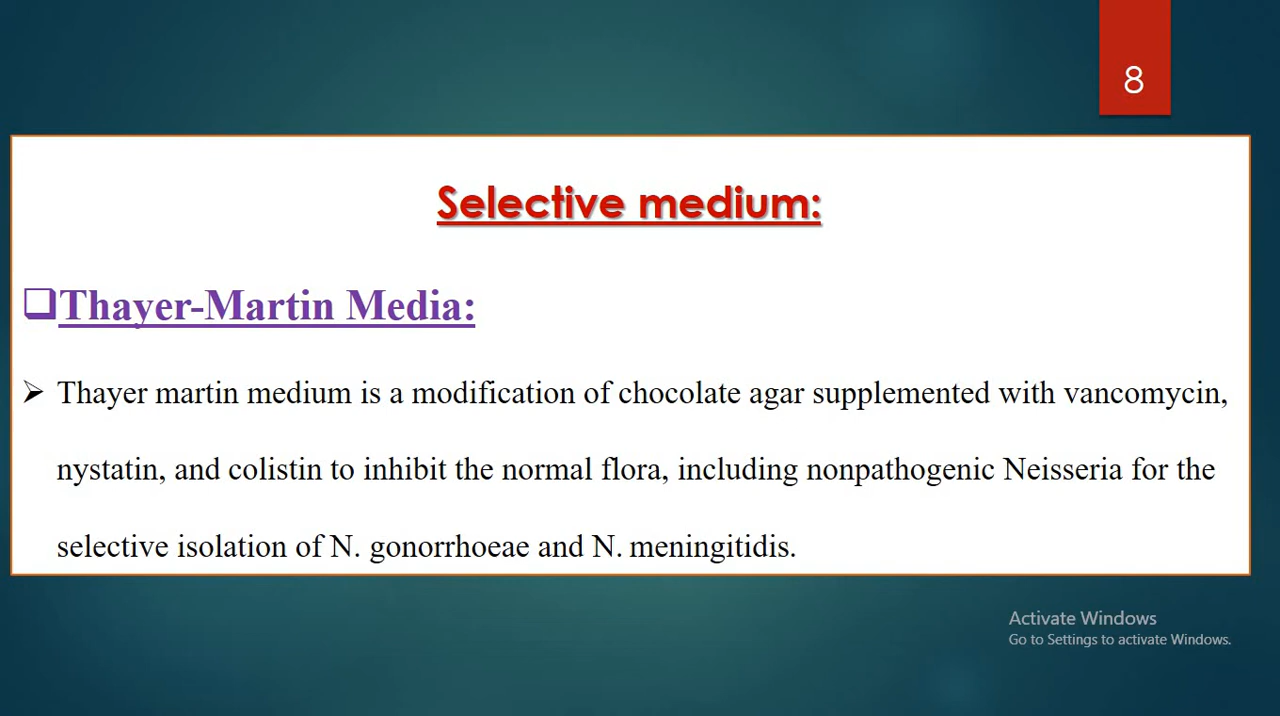 8
Selective medium:
❑Thayer-Martin Media:
➢ Thayer martin medium is a modification of chocolate agar supplemented with vancomycin,
nystatin, and colistin to inhibit the normal flora, including nonpathogenic Neisseria for the
selective isolation of N. gonorrhoeae and N. meningitidis.
Activate Windows
Go to Settings to activate Windows.